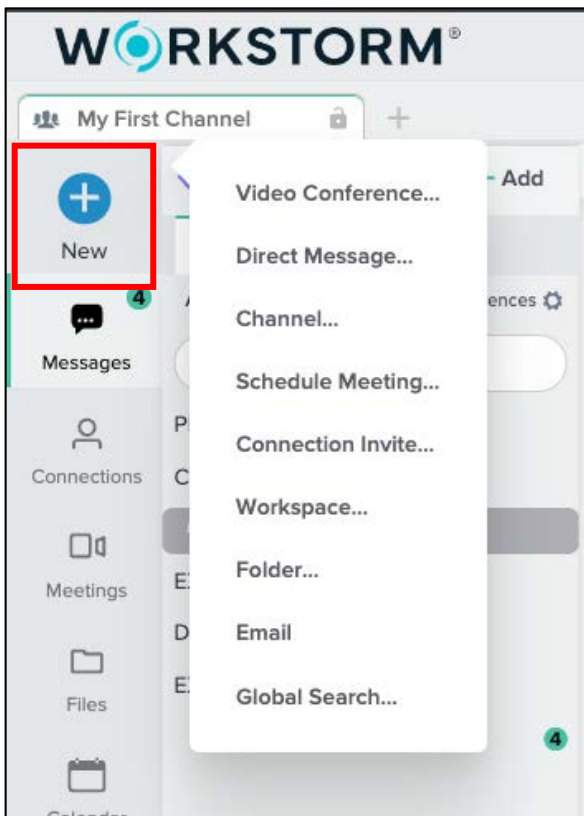 WORKSTORM®
My First Channel
Add
New
Video Conference...
Direct Message...
Channel...
Schedule Meeting...
Connection Invite...
Workspace...
Folder...
Email
Global Search...
4
Messages
ences
P
Connections
C
Meetings
E
D
Files
E
4